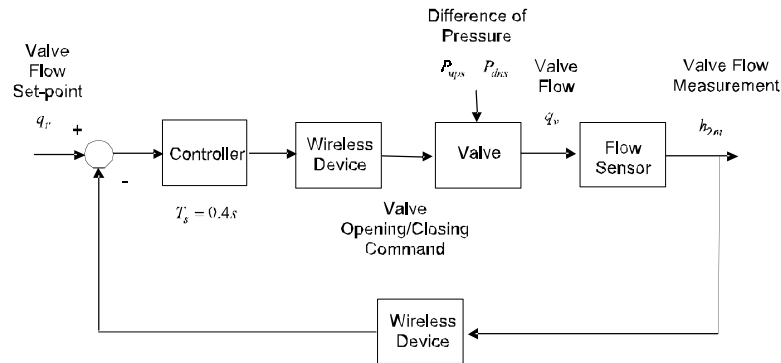 Difference of
Pressure
P_ups P_dns
Valve
Flow
Set-point
q_r
+
-
Controller
T_s = 0.4s
Wireless
Device
Valve
Opening/Closing
Command
Valve
Valve
Flow
q_v
Flow
Sensor
Valve Flow
Measurement
h_2m
Wireless
Device